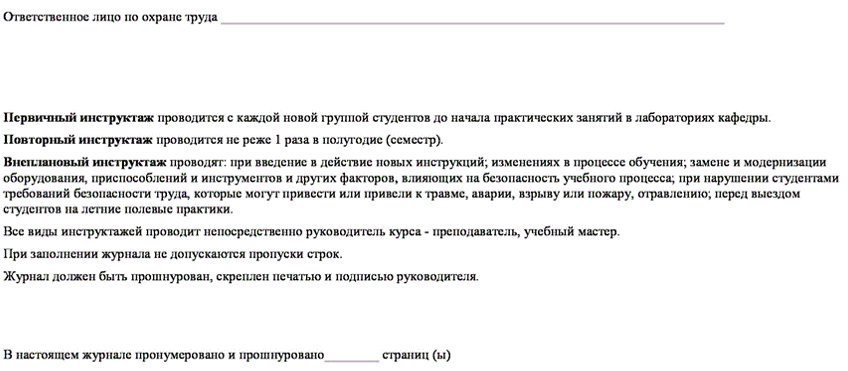 Ответственное лицо по охране труда
Первичный инструктаж проводится с каждой новой группой студентов до начала практических занятий в лабораториях кафедры.
Повторный инструктаж проводится не реже 1 раза в полугодие (семестр).
Внеплановый инструктаж проводят: при введение в действие новых инструкций; изменениях в процессе обучения; замене и модернизации
оборудования, приспособлений и инструментов и других факторов, влияющих на безопасность учебного процесса; при нарушении студентами
требований безопасности труда, которые могут привести или привели к травме, аварии, взрыву или пожару, отравлению; перед выездом
студентов на летние полевые практики.
Все виды инструктажей проводит непосредственно руководитель курса - преподаватель, учебный мастер.
При заполнении журнала не допускаются пропуски строк.
Журнал должен быть прошнурован, скреплен печатью и подписью руководителя.
В настоящем журнале пронумеровано и прошнуровано________ страниц (ы)